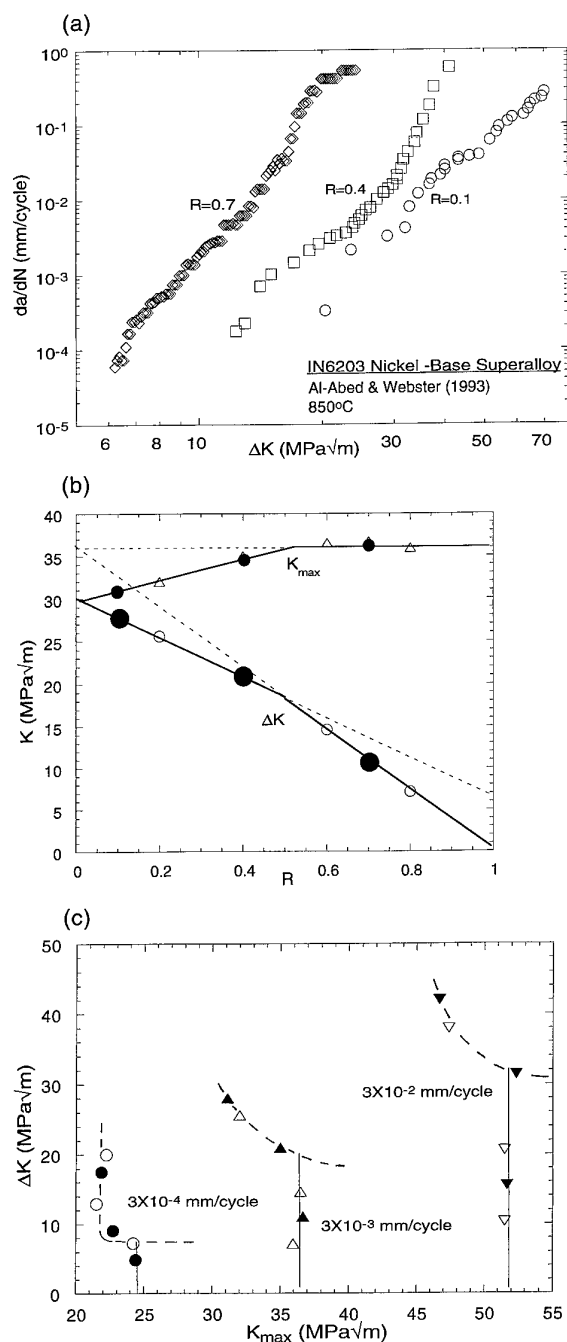 (a)
10⁰
10⁻¹
10⁻²
10⁻³
10⁻⁴
10⁻⁵
da/dN (mm/cycle)
R=0.7
R=0.4
R=0.1
IN6203 Nickel -Base Superalloy
Al-Abed & Webster (1993)
850ºC
6 8 10 30 50 70
ΔK (MPa√m)
(b)
40
35
30
25
20
15
10
5
0
K (MPa√m)
Kmax
ΔK
0 0.2 0.4 0.6 0.8 1
R
(c)
50
40
30
20
10
0
ΔK (MPa√m)
3X10⁻² mm/cycle
3X10⁻⁴ mm/cycle
3X10⁻³ mm/cycle
20 25 30 35 40 45 50 55
Kmax (MPa√m)